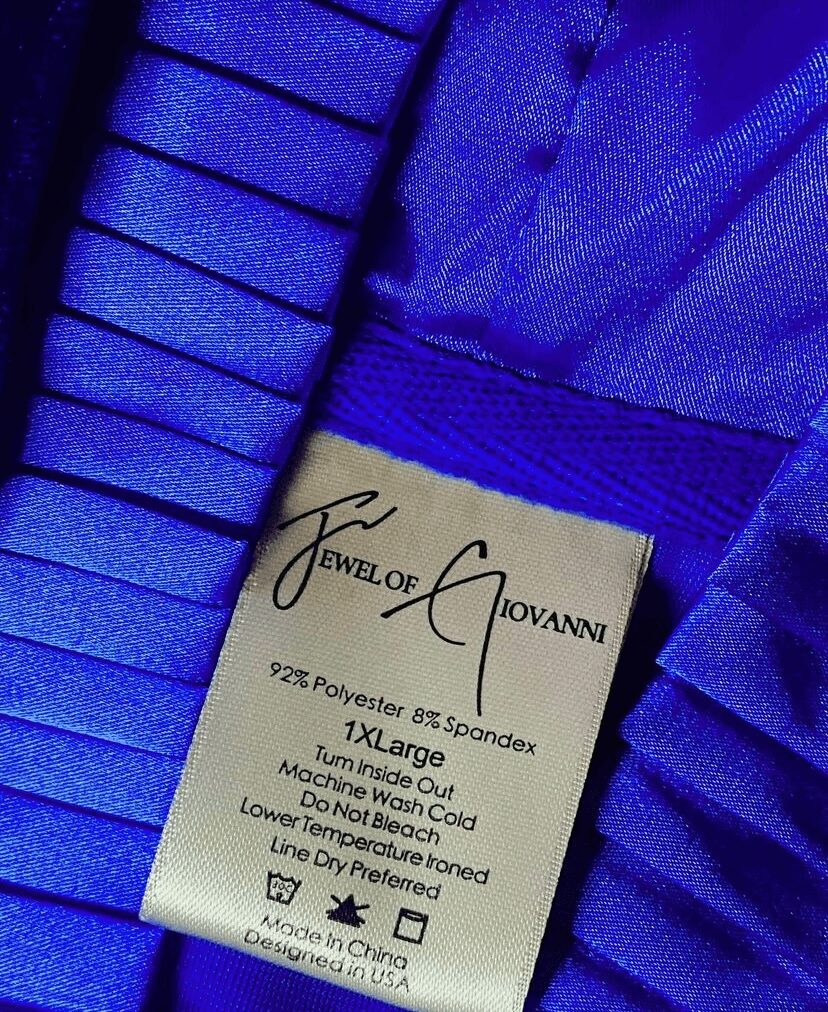 JEWEL OF GIOVANNI
92% Polyester 8% Spandex
1XLarge
Turn Inside Out
Machine Wash Cold
Do Not Bleach
Lower Temperature Ironed
Line Dry Preferred
30C
Made in China
Designed in USA